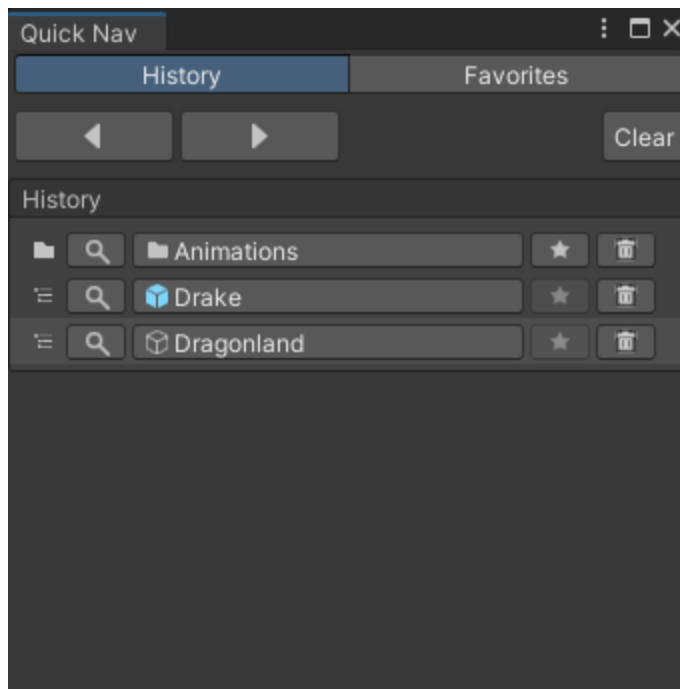 Quick Nav
History Favorites
Clear
History
Animations
Drake
Dragonland